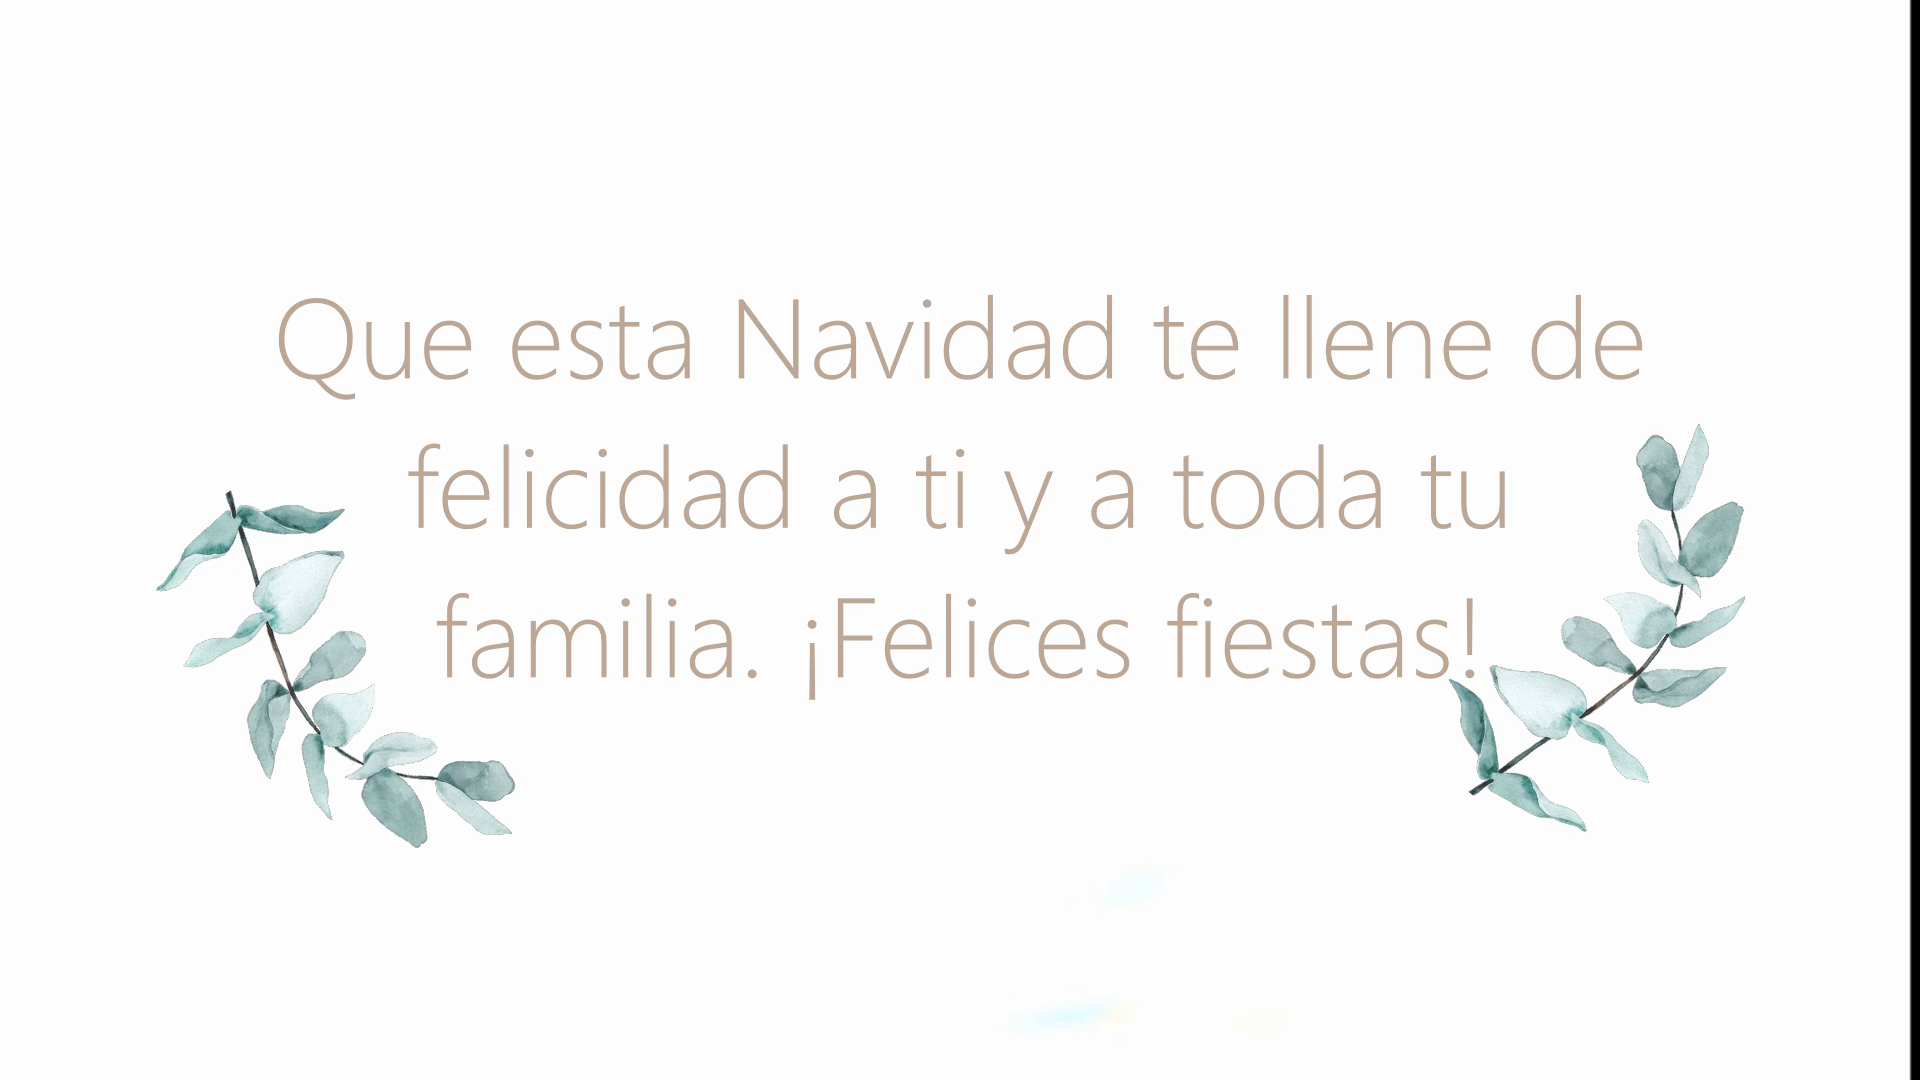 Que esta Navidad te llene de
felicidad a ti y a toda tu
familia. ¡Felices fiestas!